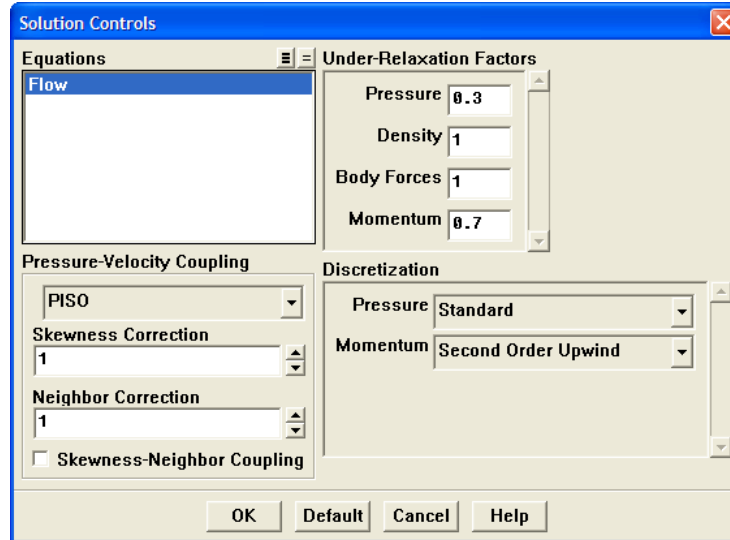 Solution Controls
Equations
Flow
Under-Relaxation Factors
Pressure 0.3
Density 1
Body Forces 1
Momentum 0.7
Pressure-Velocity Coupling
PISO
Skewness Correction
1
Neighbor Correction
1
Skewness-Neighbor Coupling
Discretization
Pressure Standard
Momentum Second Order Upwind
OK Default Cancel Help